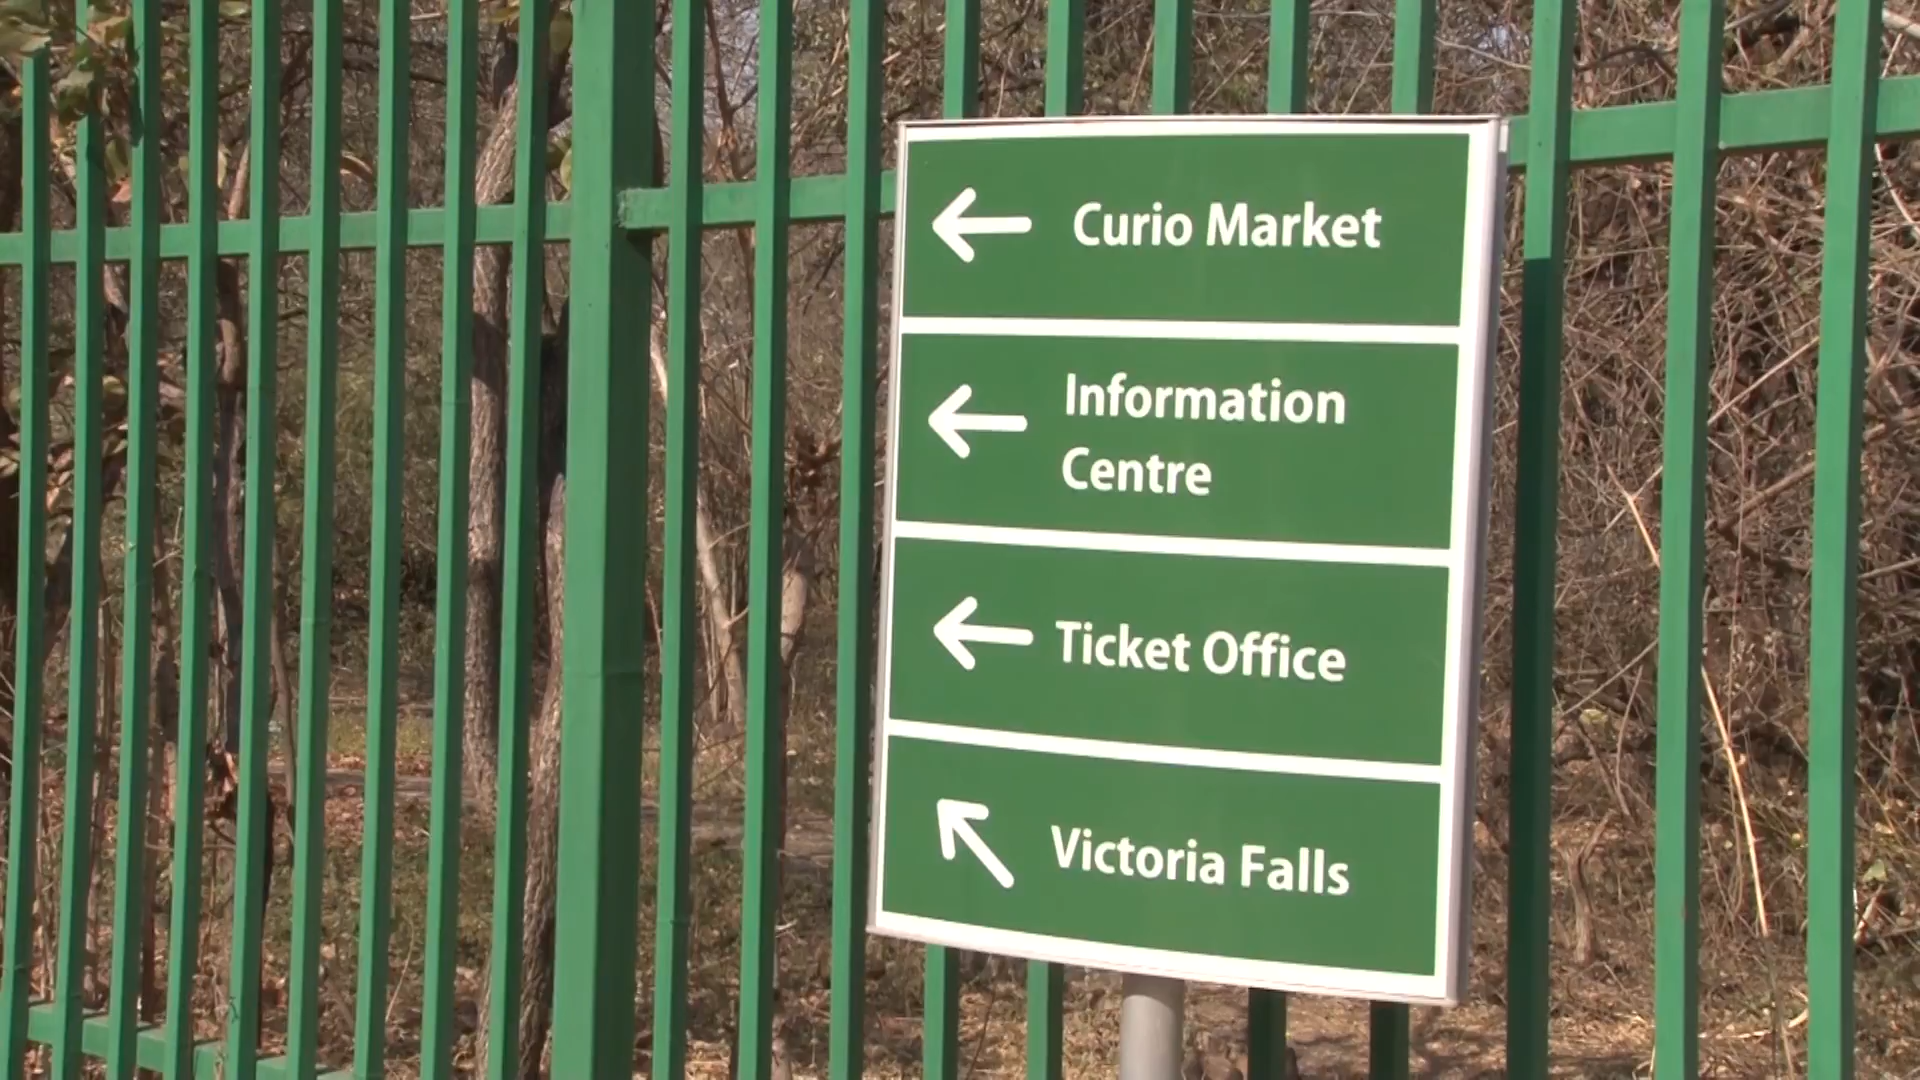 Curio Market
Information
Centre
Ticket Office
Victoria Falls